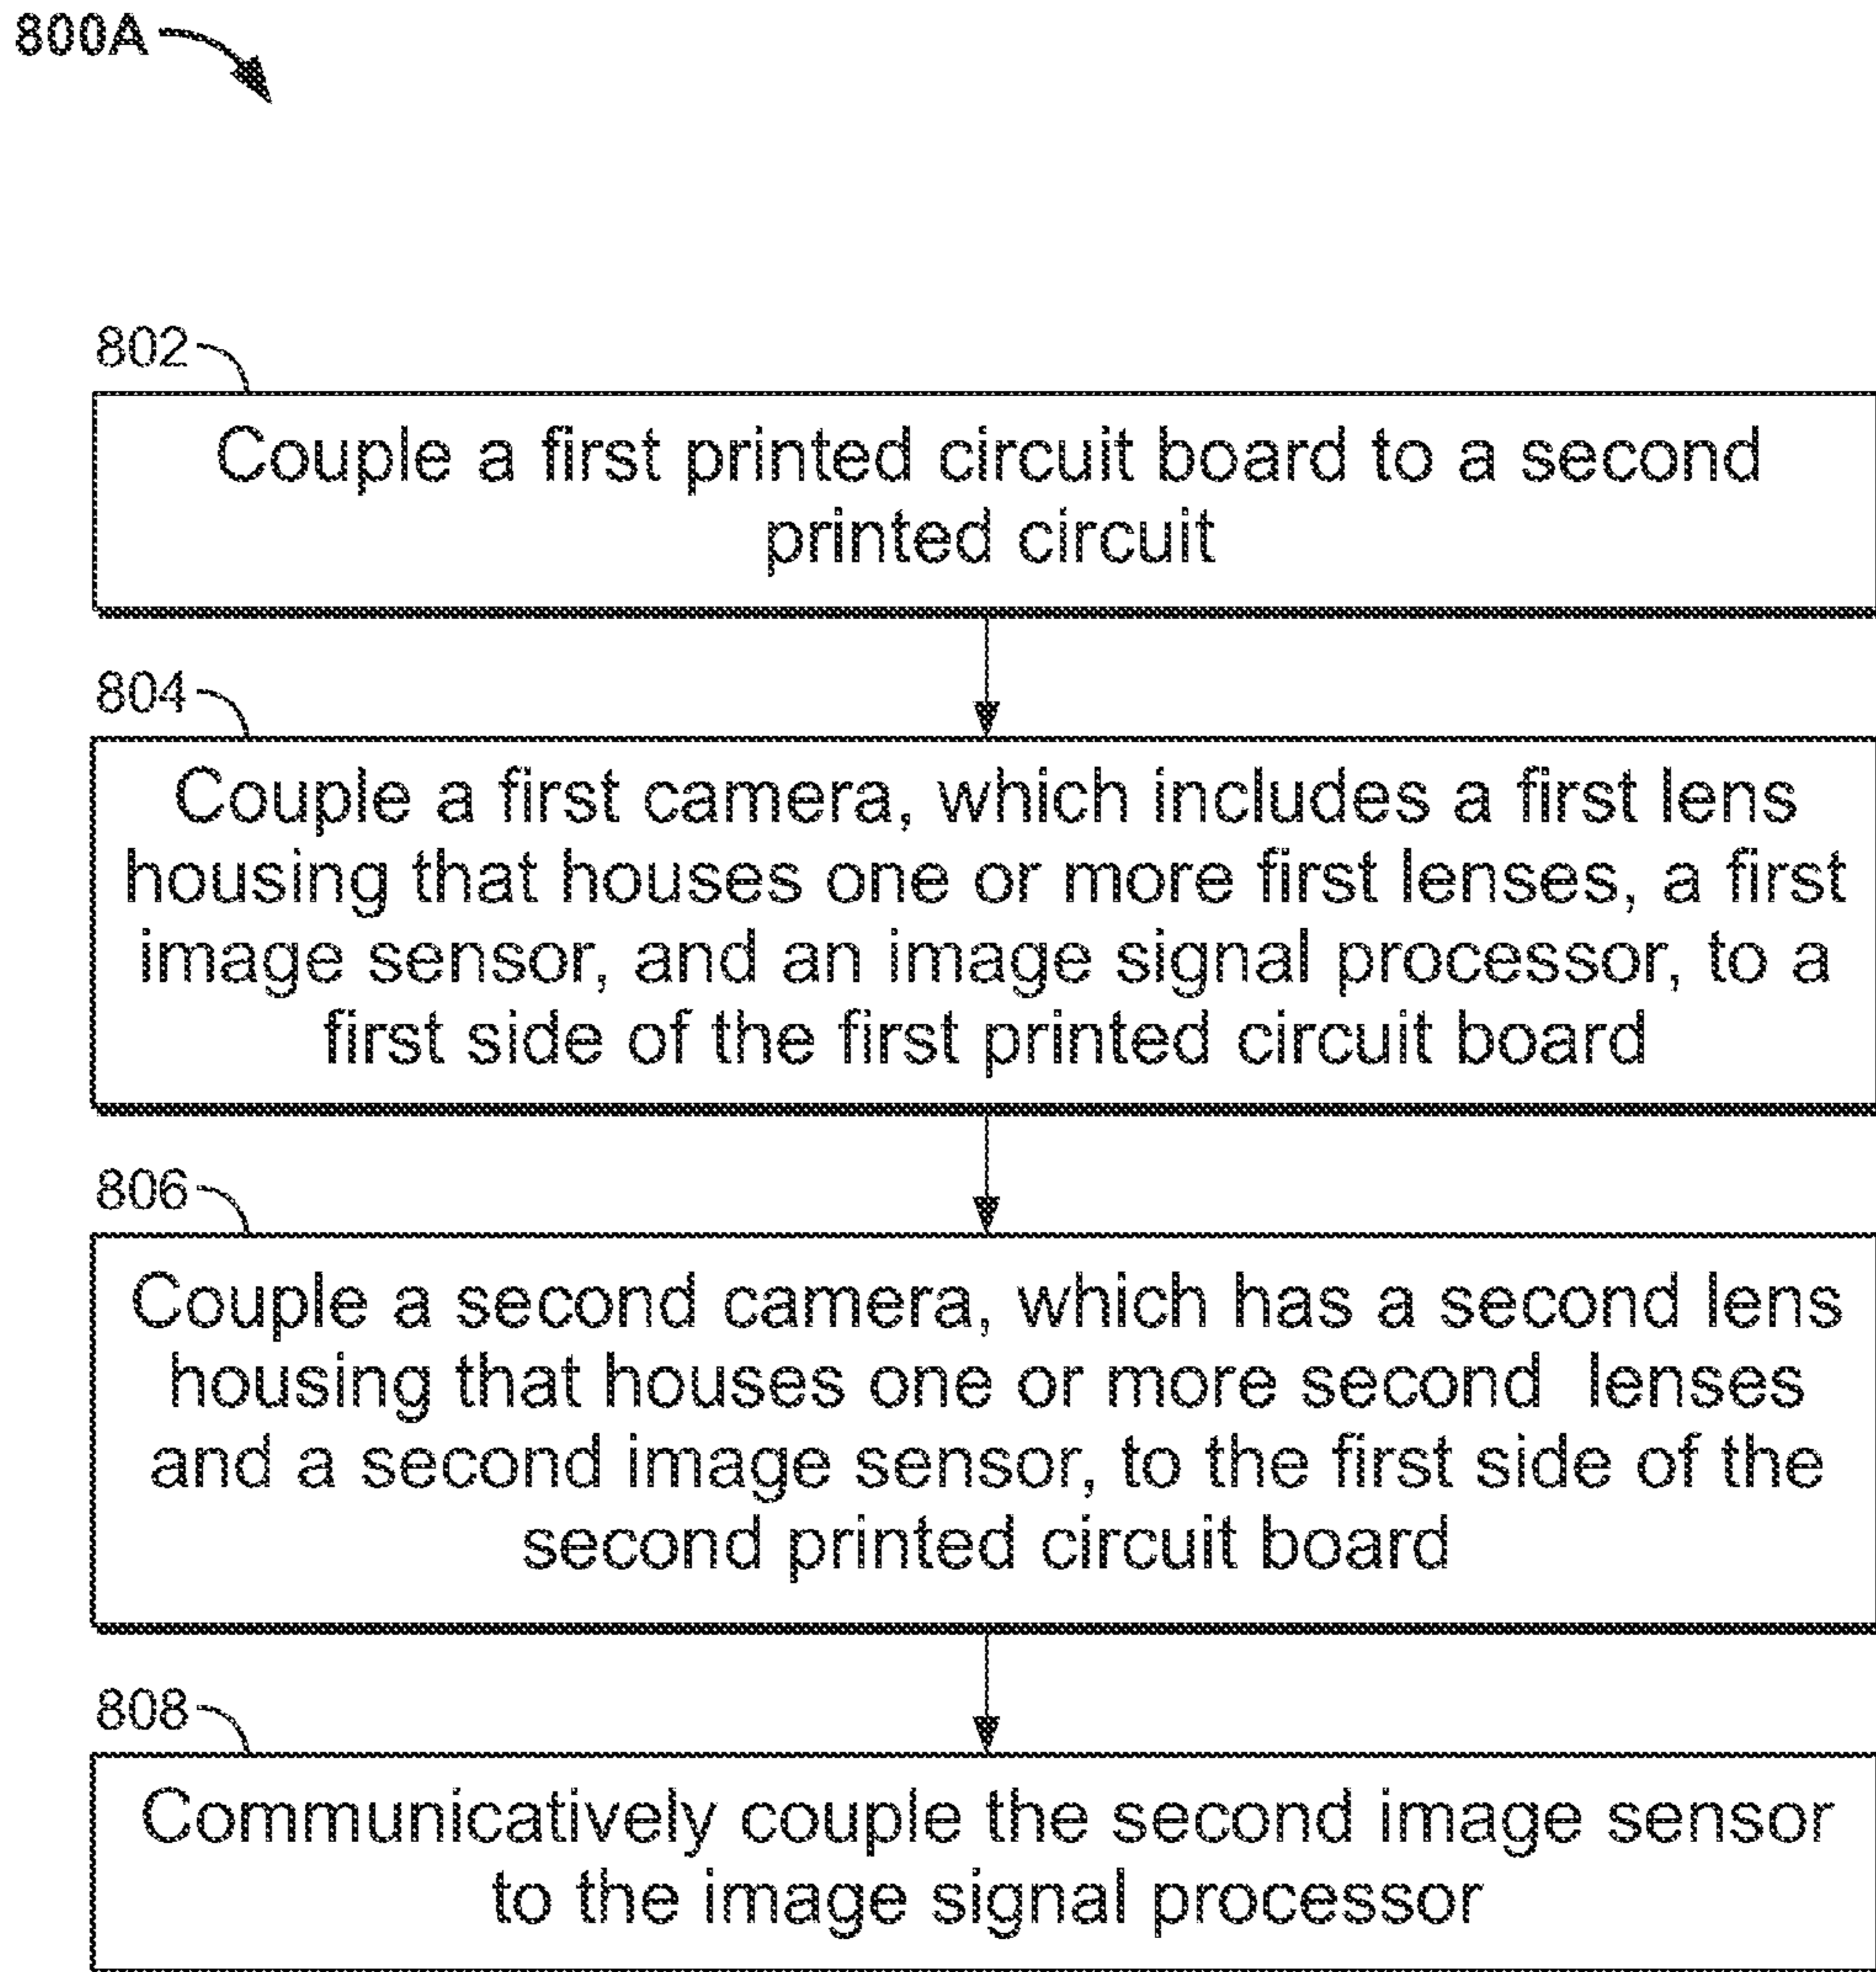 800A
802
Couple a first printed circuit board to a second
printed circuit
804
Couple a first camera, which includes a first lens
housing that houses one or more first lenses, a first
image sensor, and an image signal processor, to a
first side of the first printed circuit board
806
Couple a second camera, which has a second lens
housing that houses one or more second lenses
and a second image sensor, to the first side of the
second printed circuit board
808
Communicatively couple the second image sensor
to the image signal processor